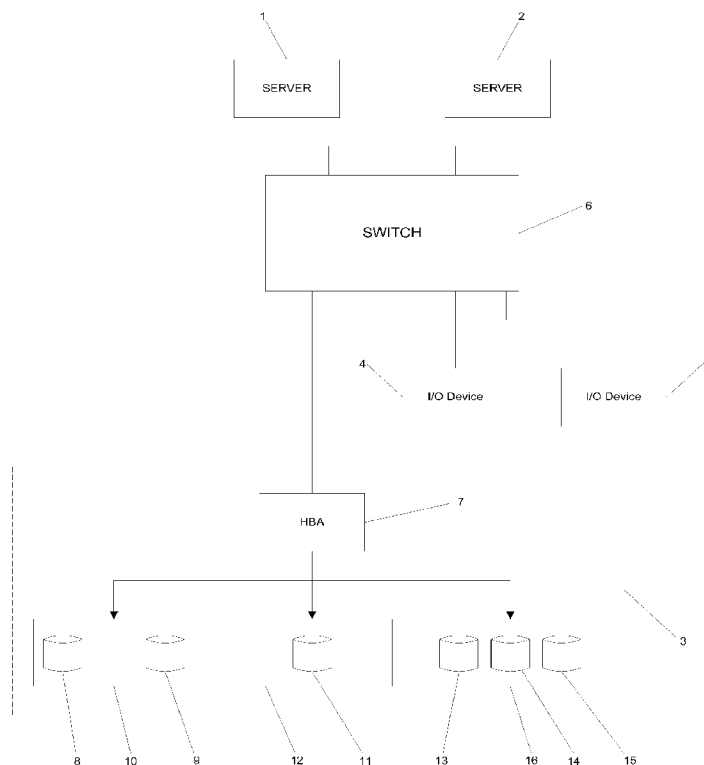 1
2
SERVER
SERVER
6
SWITCH
4
I/O Device
I/O Device
7
HBA
3
8
10
9
12
11
13
16
14
15